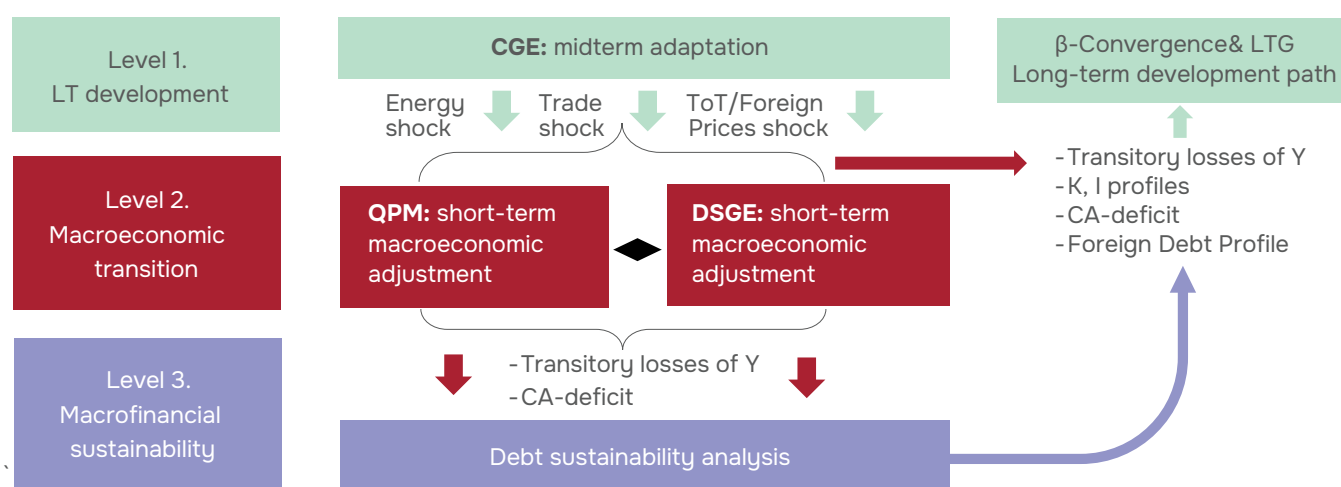 Level 1.
LT development
CGE: midterm adaptation
β-Convergence& LTG
Long-term development path
Energy
shock
Trade
shock
ToT/Foreign
Prices shock
Level 2.
Macroeconomic
transition
QPM: short-term
macroeconomic
adjustment
DSGE: short-term
macroeconomic
adjustment
-Transitory losses of Y
-K, I profiles
-CA-deficit
-Foreign Debt Profile
Level 3.
Macrofinancial
sustainability
-Transitory losses of Y
-CA-deficit
Debt sustainability analysis
`